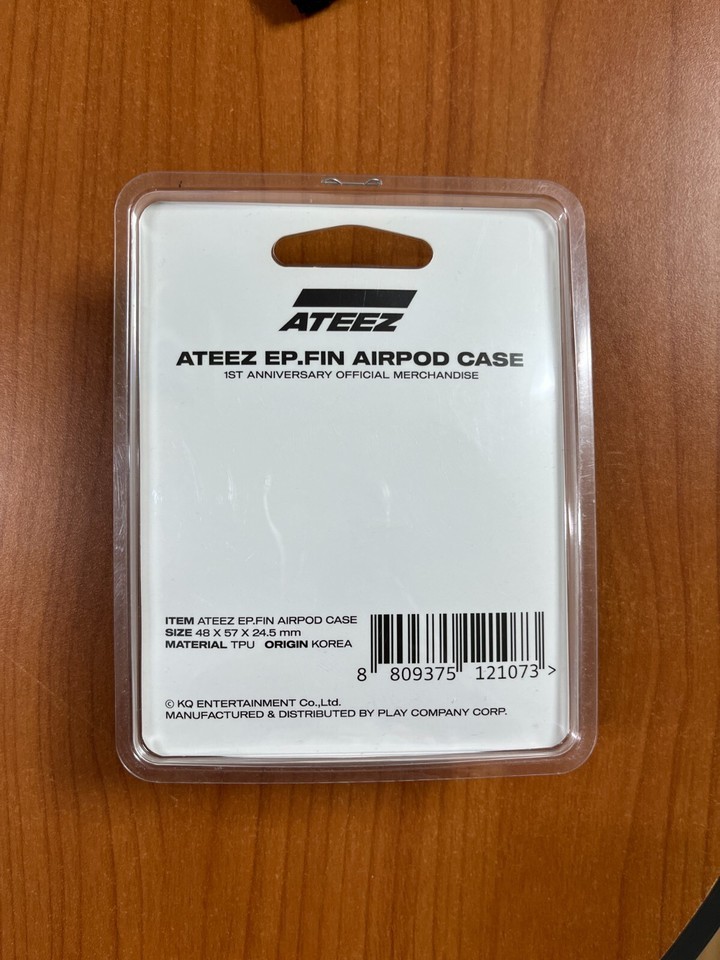 ATEEZ
ATEEZ EP.FIN AIRPOD CASE
1ST ANNIVERSARY OFFICIAL MERCHANDISE
ITEM ATEEZ EP.FIN AIRPOD CASE
SIZE 48 X 57 X 24.5 mm
MATERIAL TPU ORIGIN KOREA
8 809375 121073 >
© KQ ENTERTAINMENT Co.,Ltd.
MANUFACTURED & DISTRIBUTED BY PLAY COMPANY CORP.